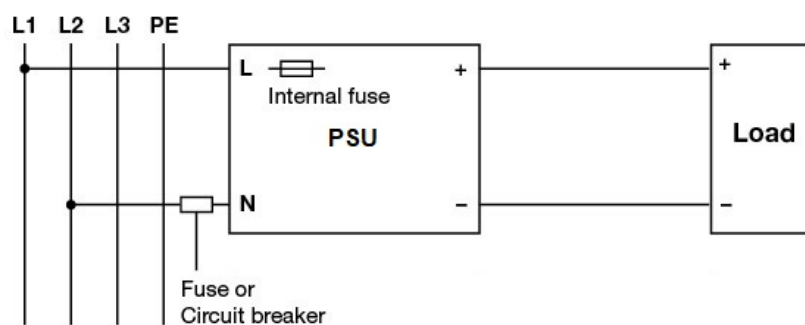 L1 L2 L3 PE
L
+
+
Internal fuse
PSU
Load
N
−
−
Fuse or
Circuit breaker